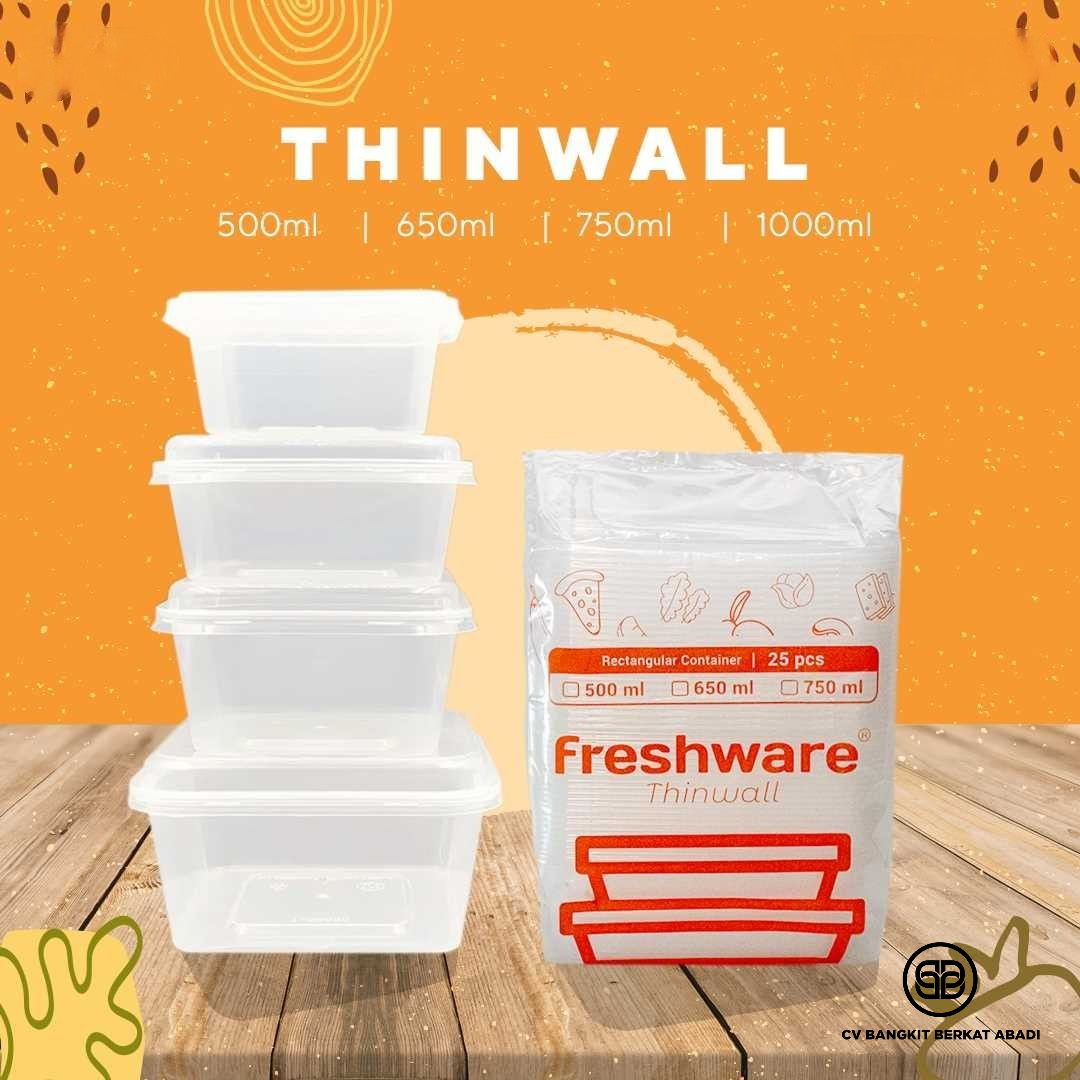 THINWALL
500ml | 650ml | 750ml | 1000ml
Rectangular Container | 25 pcs
500 ml 650 ml 750 ml
freshware®
Thinwall
CV BANGKIT BERKAT ABADI